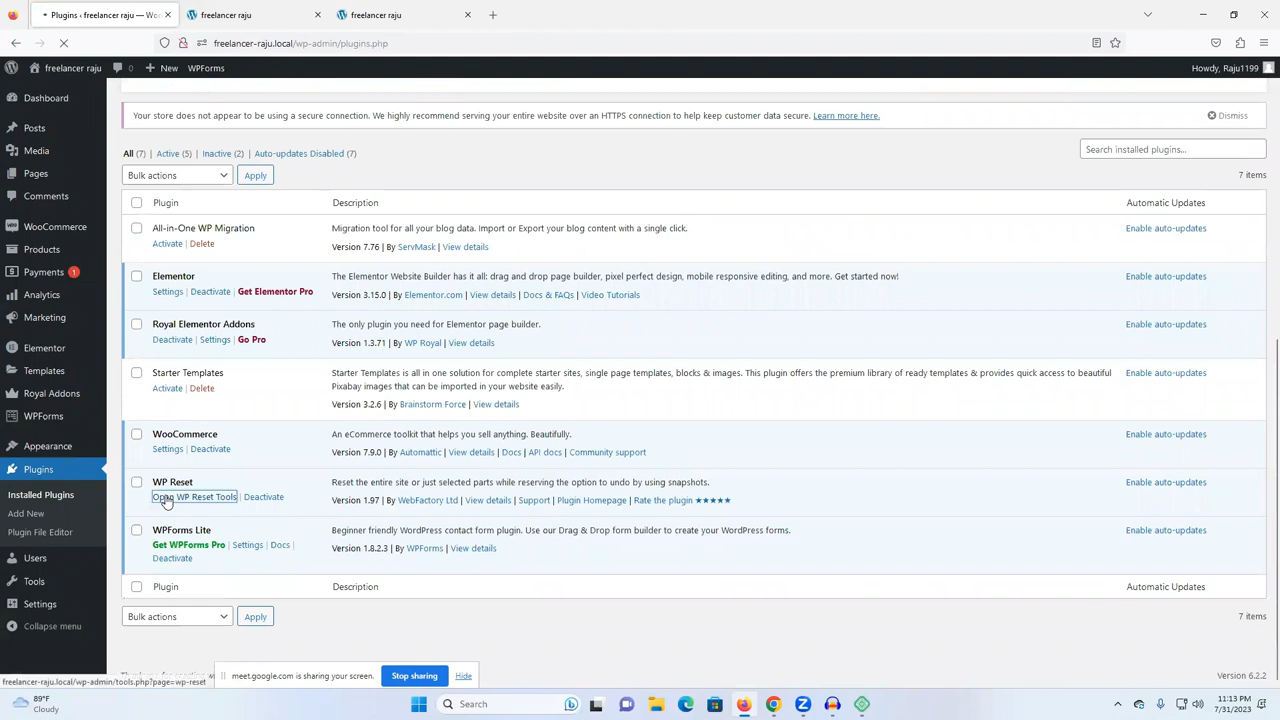 Plugins ‹ freelancer raju — Woo
freelancer raju
freelancer raju
freelancer-raju.local/wp-admin/plugins.php
freelancer raju
0
New
WPForms
Howdy, Raju1199
Dashboard
Posts
Media
Pages
Comments
WooCommerce
Products
Payments 1
Analytics
Marketing
Elementor
Templates
Royal Addons
WPForms
Appearance
Plugins
Installed Plugins
Add New
Plugin File Editor
Users
Tools
Settings
Collapse menu
Your store does not appear to be using a secure connection. We highly recommend serving your entire website over an HTTPS connection to help keep customer data secure. Learn more here.
Dismiss
All (7) | Active (5) | Inactive (2) | Auto-updates Disabled (7)
Search installed plugins...
Bulk actions
Apply
7 items
Plugin
Description
Automatic Updates
All-in-One WP Migration
Migration tool for all your blog data. Import or Export your blog content with a single click.
Enable auto-updates
Activate | Delete
Version 7.76 | By ServMask | View details
Elementor
The Elementor Website Builder has it all: drag and drop page builder, pixel perfect design, mobile responsive editing, and more. Get started now!
Enable auto-updates
Settings | Deactivate | Get Elementor Pro
Version 3.15.0 | By Elementor.com | View details | Docs & FAQs | Video Tutorials
Royal Elementor Addons
The only plugin you need for Elementor page builder.
Enable auto-updates
Deactivate | Settings | Go Pro
Version 1.3.71 | By WP Royal | View details
Starter Templates
Starter Templates is all in one solution for complete starter sites, single page templates, blocks & images. This plugin offers the premium library of ready templates & provides quick access to beautiful
Pixabay images that can be imported in your website easily.
Enable auto-updates
Activate | Delete
Version 3.2.6 | By Brainstorm Force | View details
WooCommerce
An eCommerce toolkit that helps you sell anything. Beautifully.
Enable auto-updates
Settings | Deactivate
Version 7.9.0 | By Automattic | View details | Docs | API docs | Community support
WP Reset
Reset the entire site or just selected parts while reserving the option to undo by using snapshots.
Enable auto-updates
Open WP Reset Tools | Deactivate
Version 1.97 | By WebFactory Ltd | View details | Support | Plugin Homepage | Rate the plugin ★★★★★
WPForms Lite
Beginner friendly WordPress contact form plugin. Use our Drag & Drop form builder to create your WordPress forms.
Enable auto-updates
Get WPForms Pro | Settings | Docs |
Deactivate
Version 1.8.2.3 | By WPForms | View details
Plugin
Description
Automatic Updates
Bulk actions
Apply
7 items
meet.google.com is sharing your screen.
Stop sharing
Hide
Version 6.2.2
freelancer-raju.local/wp-admin/tools.php?page=wp-reset
89°F
Cloudy
Search
11:13 PM
7/31/2023